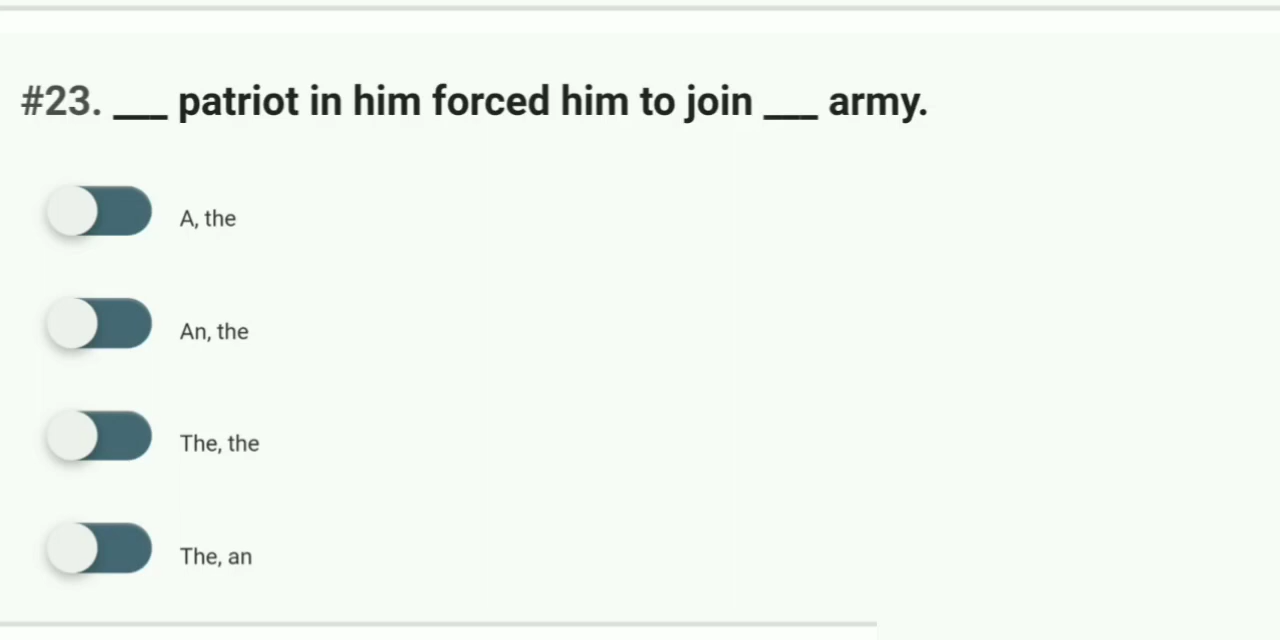 #23. ___ patriot in him forced him to join ___ army.
A, the
An, the
The, the
The, an